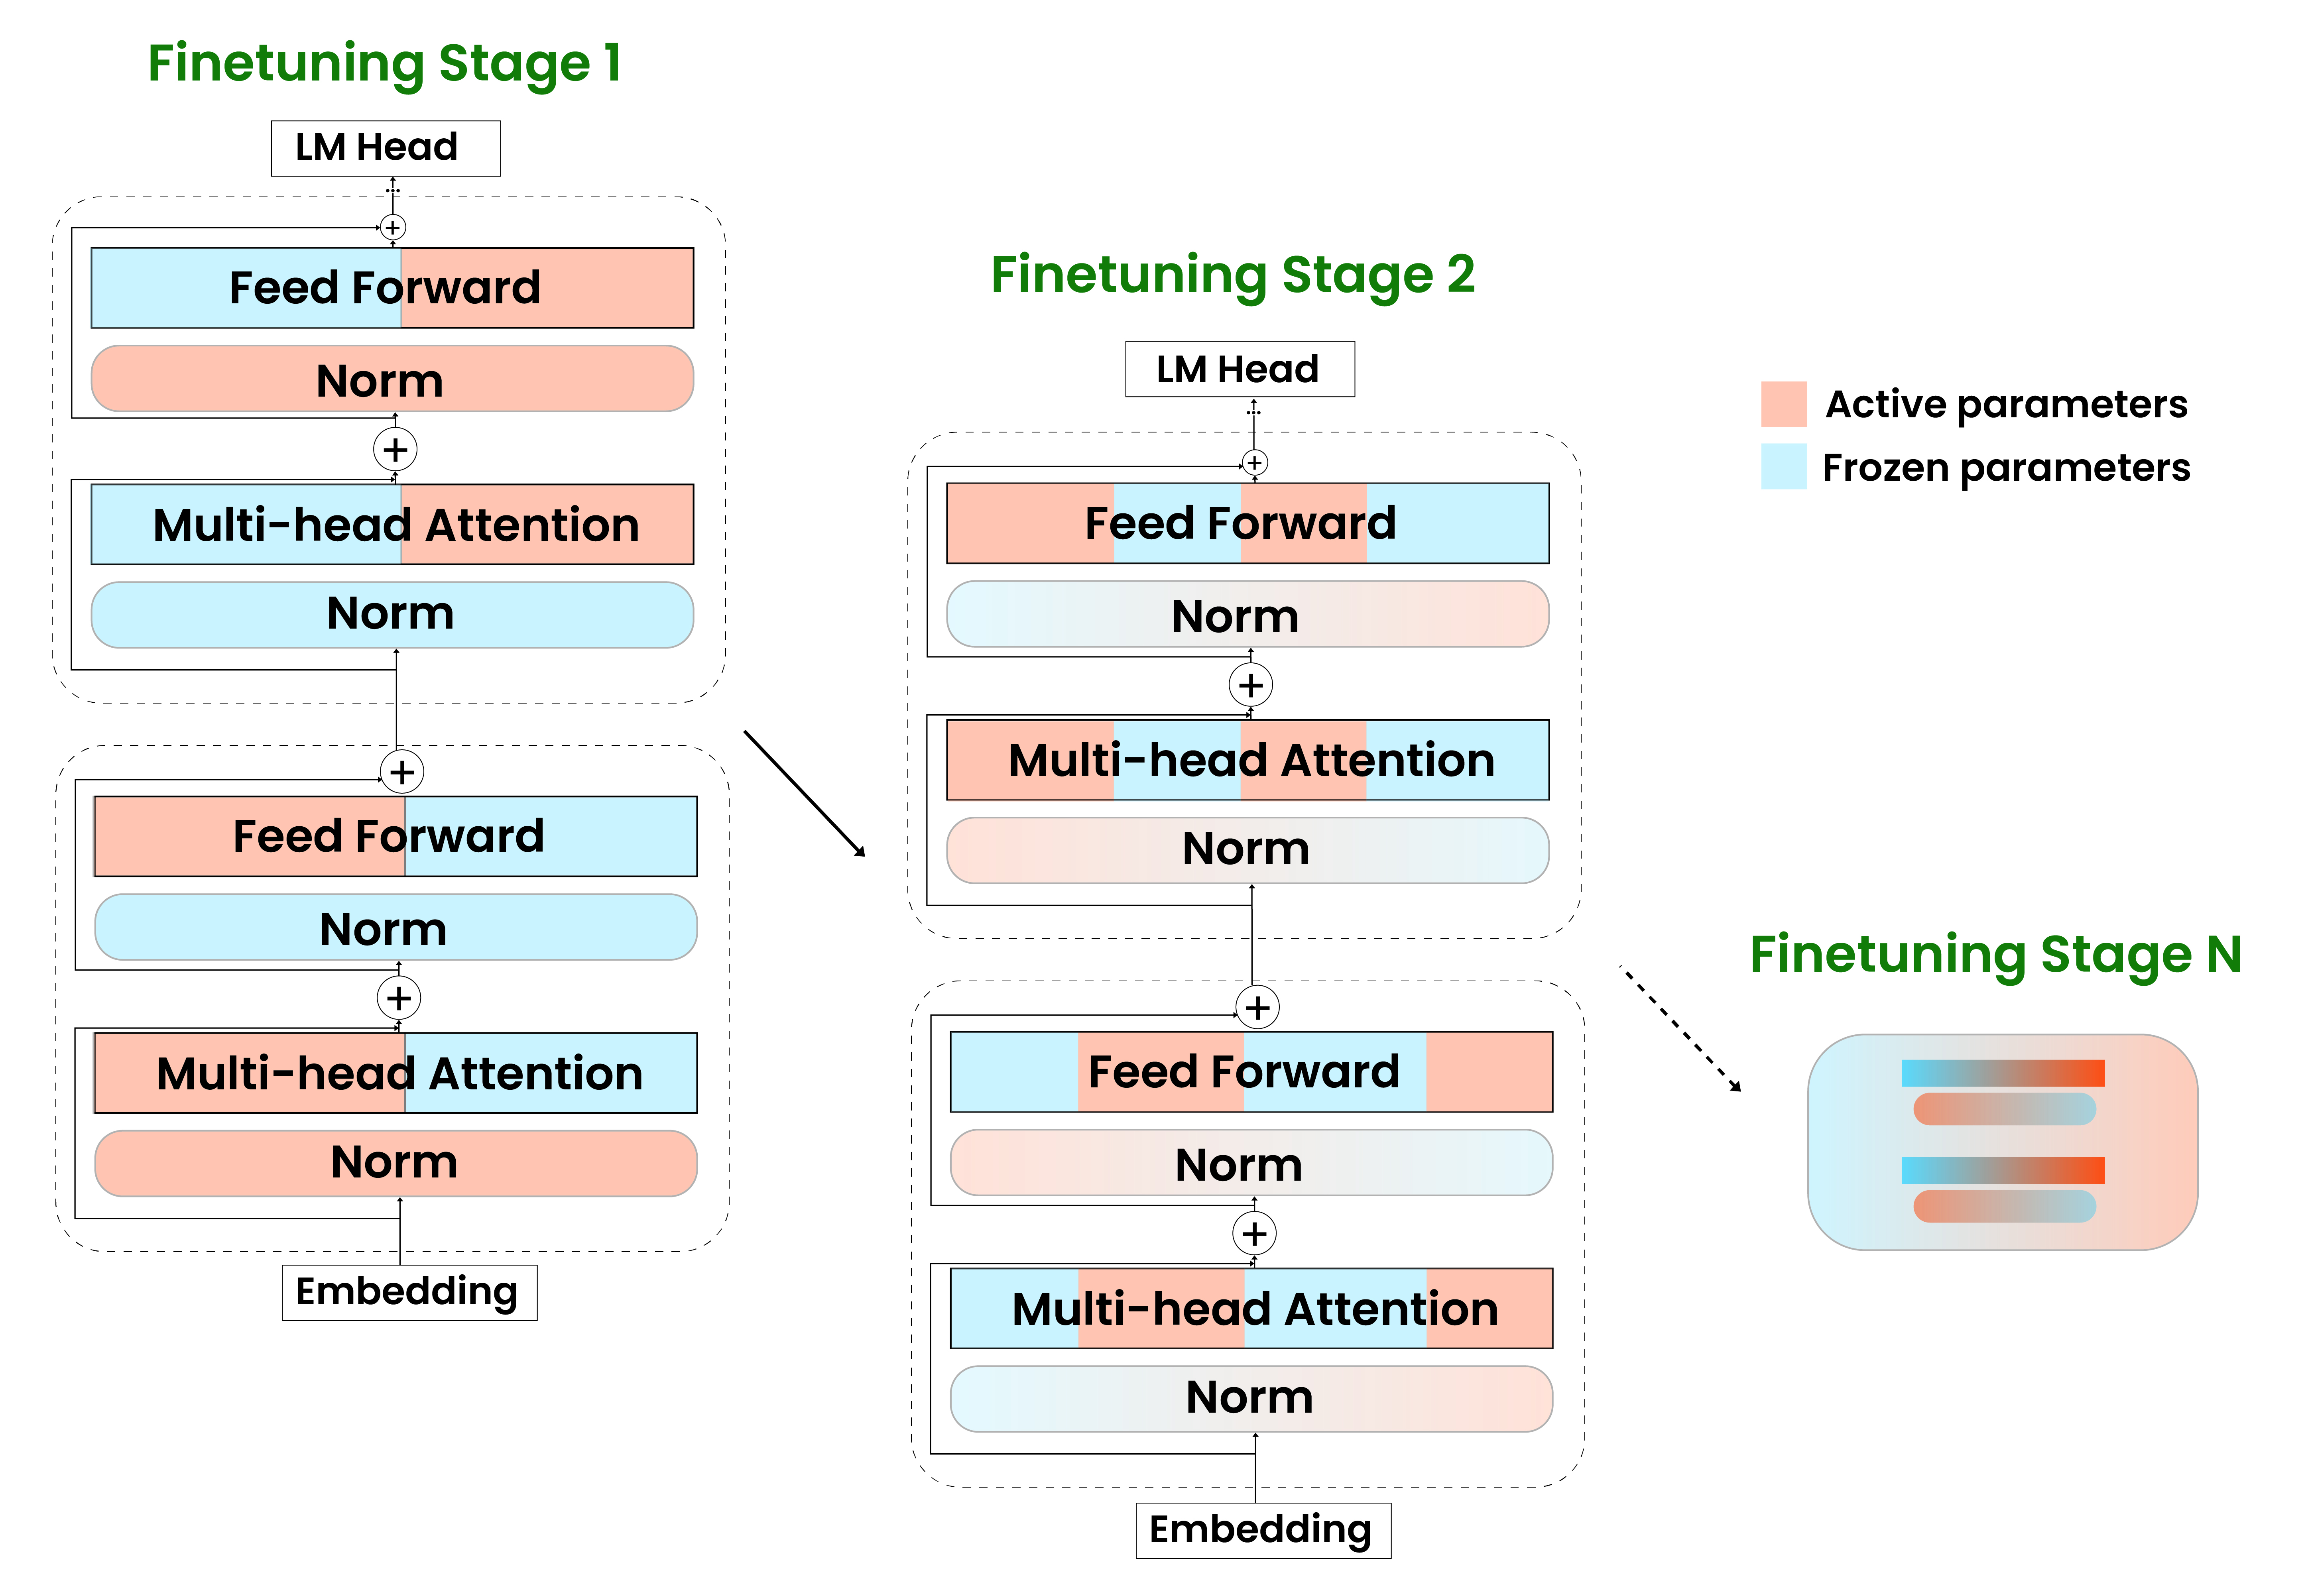 Finetuning Stage 1
LM Head
+
Feed Forward
Norm
+
Multi-head Attention
Norm
+
Feed Forward
Norm
+
Multi-head Attention
Norm
Embedding
Finetuning Stage 2
LM Head
+
Feed Forward
Norm
+
Multi-head Attention
Norm
+
Feed Forward
Norm
+
Multi-head Attention
Norm
Embedding
Active parameters
Frozen parameters
Finetuning Stage N